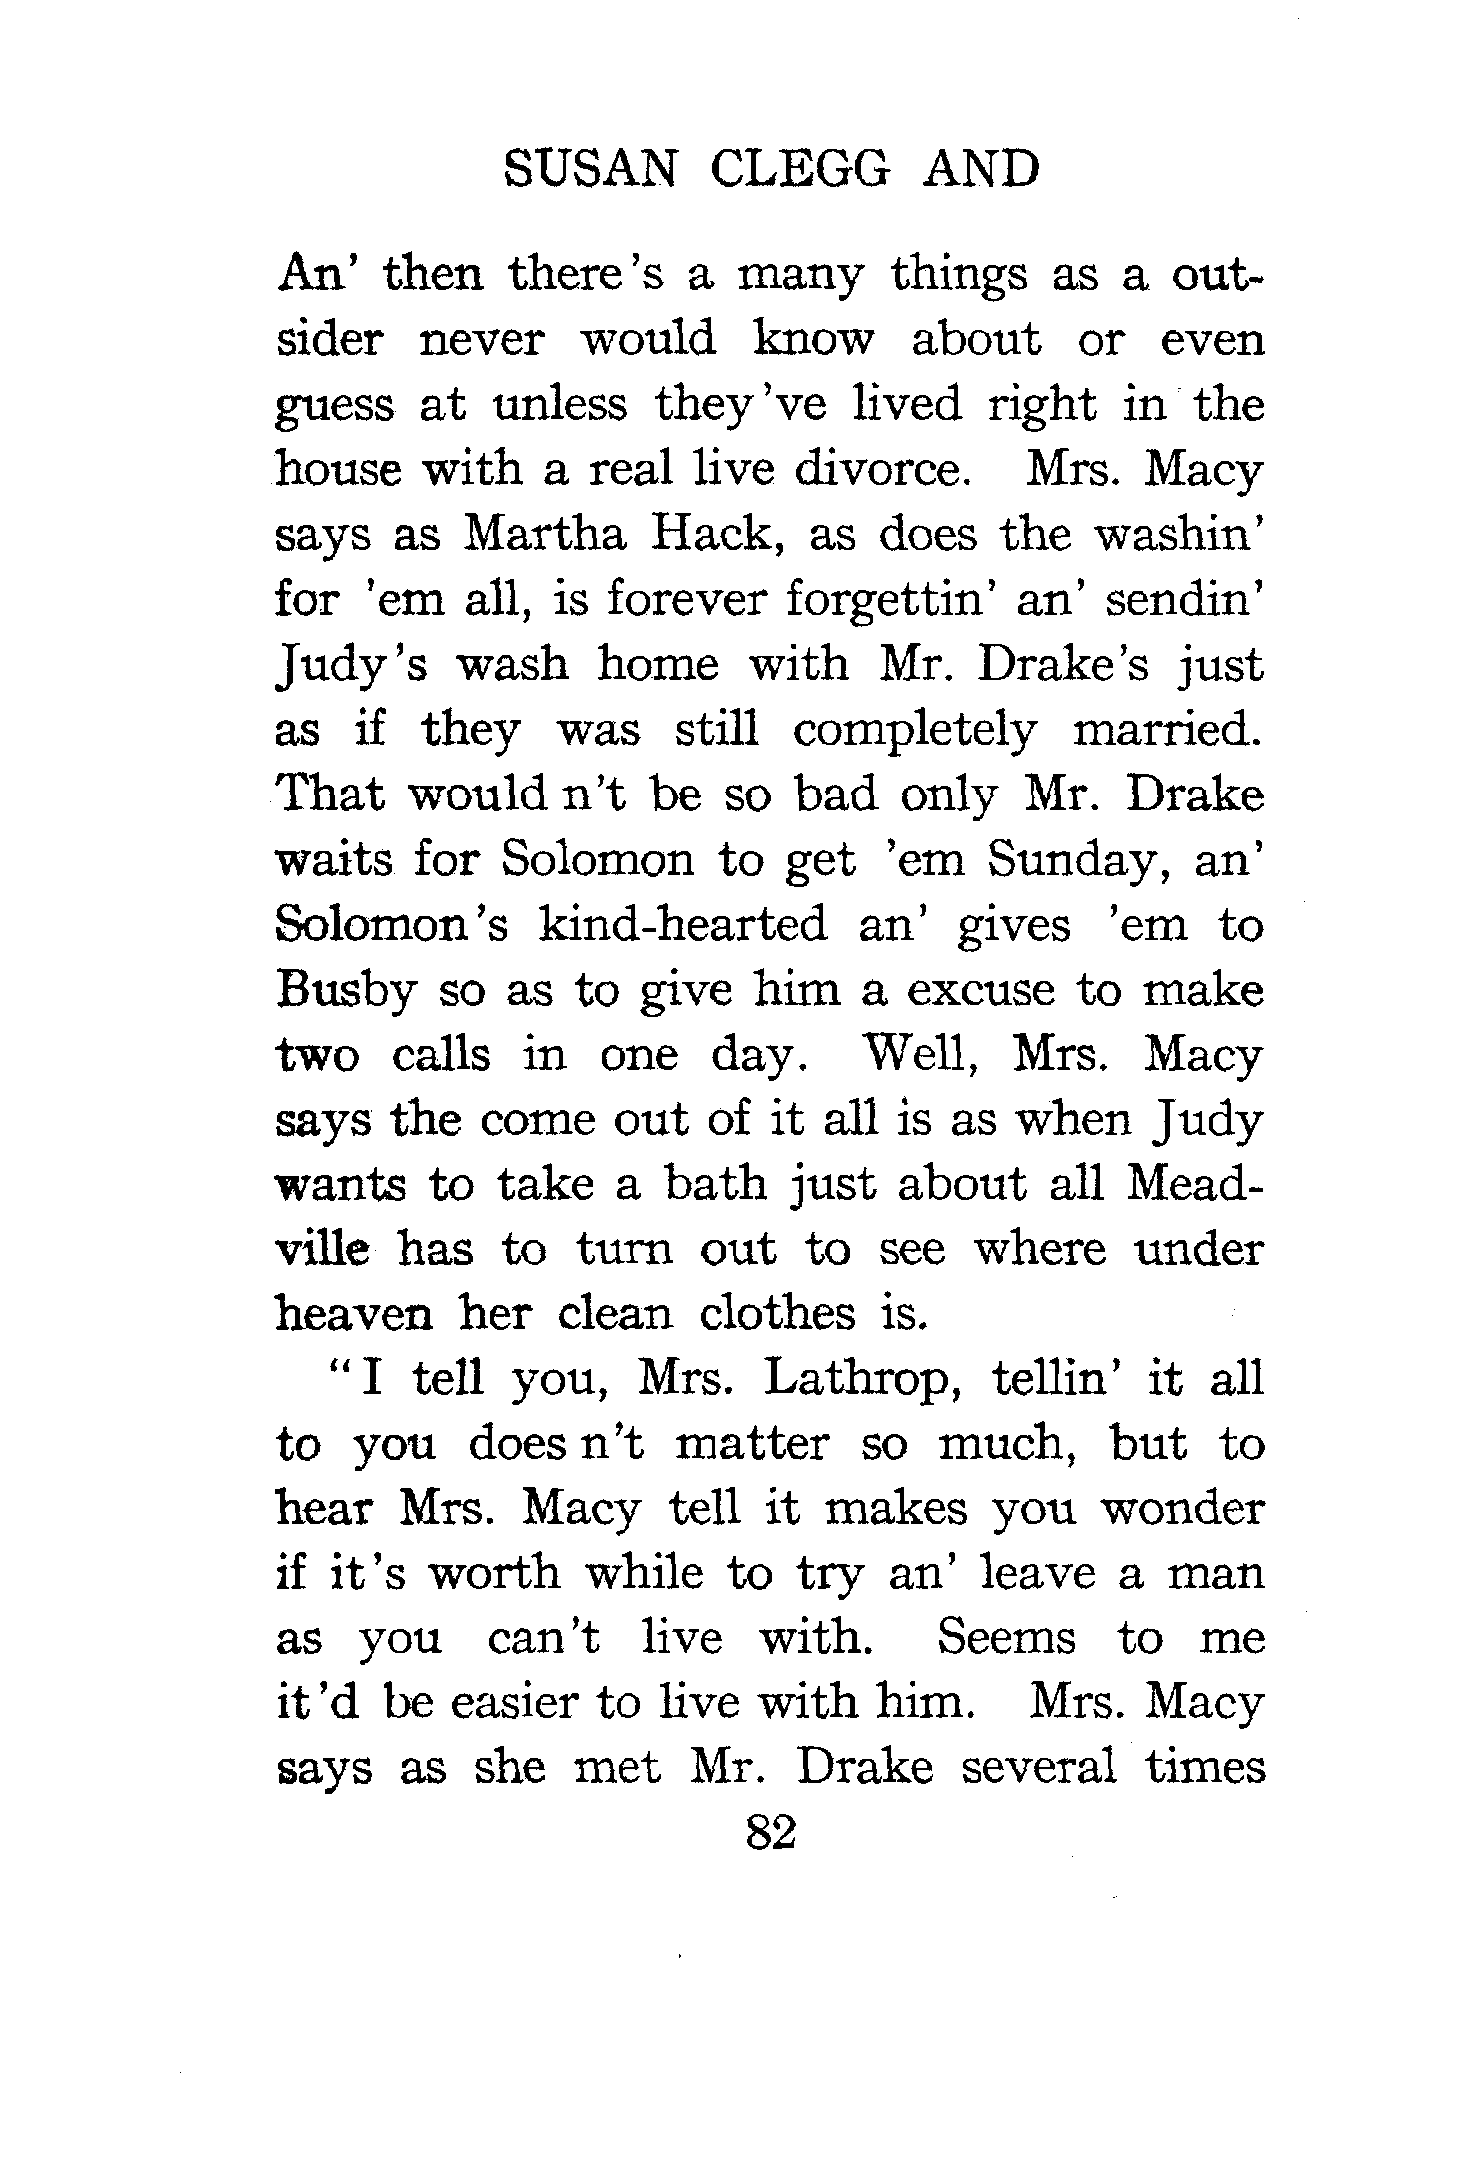 SUSAN CLEGG AND
An' then there's a many things as a out-
sider never would know about or even
guess at unless they've lived right in the
house with a real live divorce. Mrs. Macy
says as Martha Hack, as does the washin'
for 'em all, is forever forgettin' an' sendin'
Judy's wash home with Mr. Drake's just
as if they was still completely married.
That would n't be so bad only Mr. Drake
waits for Solomon to get 'em Sunday, an'
Solomon's kind-hearted an' gives 'em to
Busby so as to give him a excuse to make
two calls in one day. Well, Mrs. Macy
says the come out of it all is as when Judy
wants to take a bath just about all Mead-
ville has to turn out to see where under
heaven her clean clothes is.
"I tell you, Mrs. Lathrop, tellin' it all
to you does n't matter so much, but to
hear Mrs. Macy tell it makes you wonder
if it's worth while to try an' leave a man
as you can't live with. Seems to me
it'd be easier to live with him. Mrs. Macy
says as she met Mr. Drake several times
82